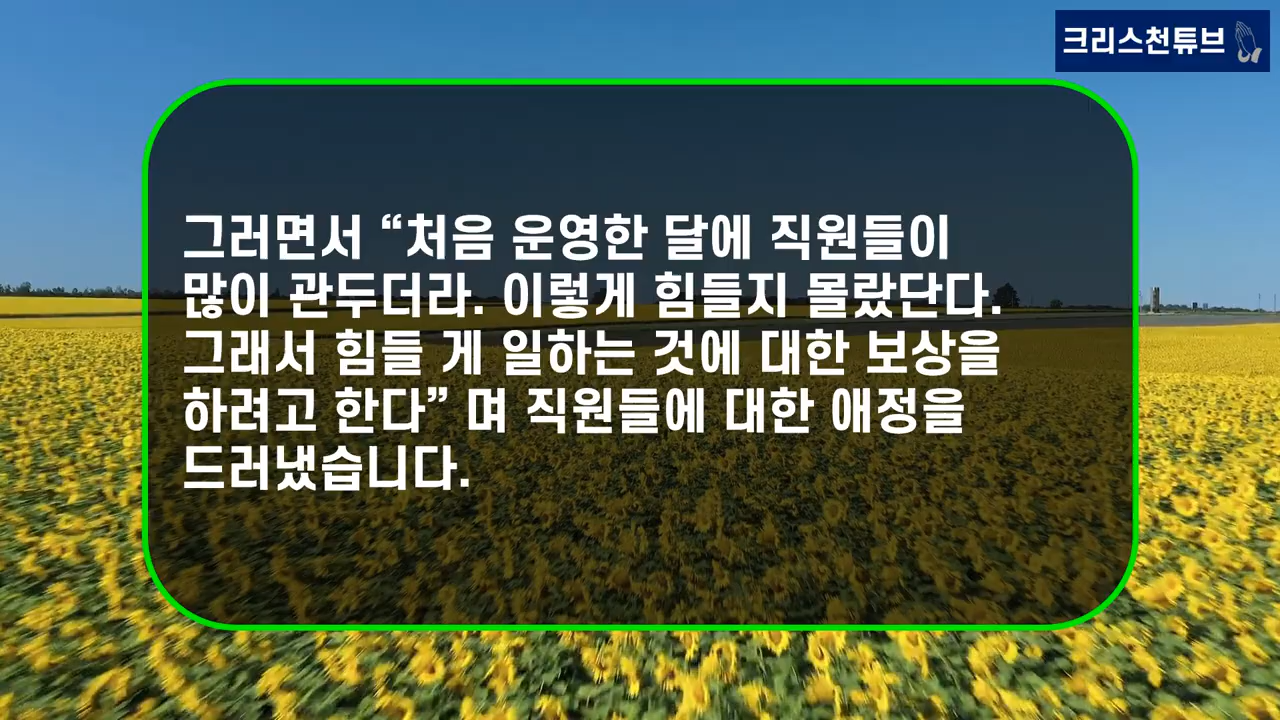 크리스천튜브
그러면서 “처음 운영한 달에 직원들이
많이 관두더라. 이렇게 힘들지 몰랐단다.
그래서 힘들 게 일하는 것에 대한 보상을
하려고 한다” 며 직원들에 대한 애정을
드러냈습니다.